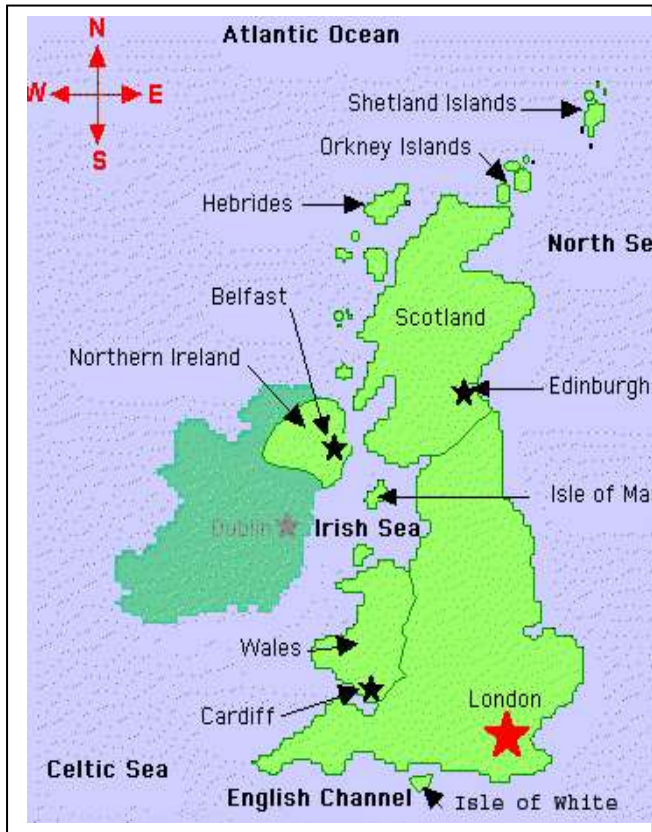 Atlantic Ocean
N
W
E
S
Shetland Islands
Orkney Islands
Hebrides
North Se
Belfast
Scotland
Northern Ireland
Edinburgh
Isle of Ma
Dublin
Irish Sea
Wales
London
Cardiff
Celtic Sea
English Channel
Isle of White